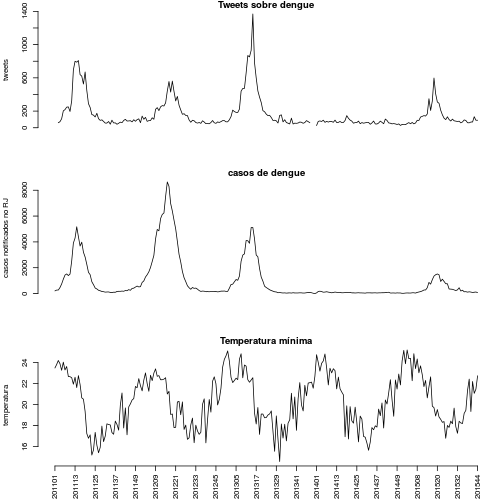 Tweets sobre dengue
tweets
0 200 600 1000 1400
casos de dengue
casos notificados no RJ
0 2000 4000 6000 8000
Temperatura mínima
temperatura
16 18 20 22 24
201101 201113 201125 201137 201149 201209 201221 201233 201245 201305 201317 201329 201341 201401 201413 201425 201437 201449 201508 201520 201532 201544